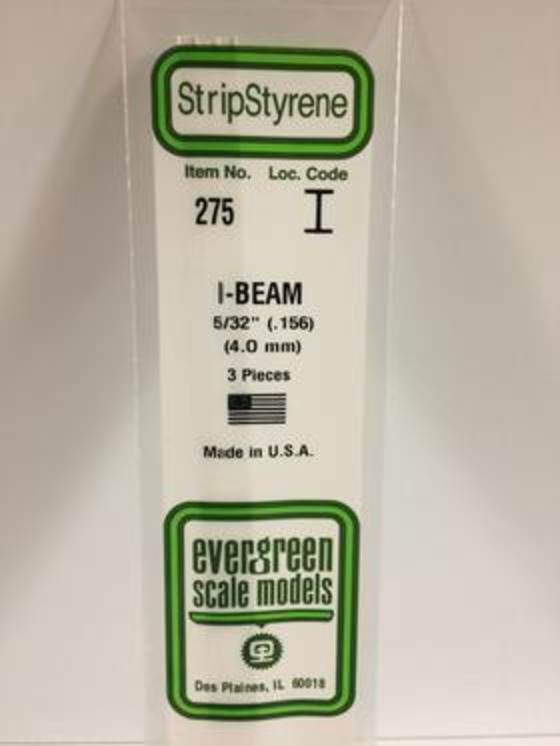 StripStyrene
Item No. Loc. Code
275 I
I-BEAM
5/32" (.156)
(4.0 mm)
3 Pieces
Made in U.S.A.
evergreen
scale models
Des Plaines, IL 60018